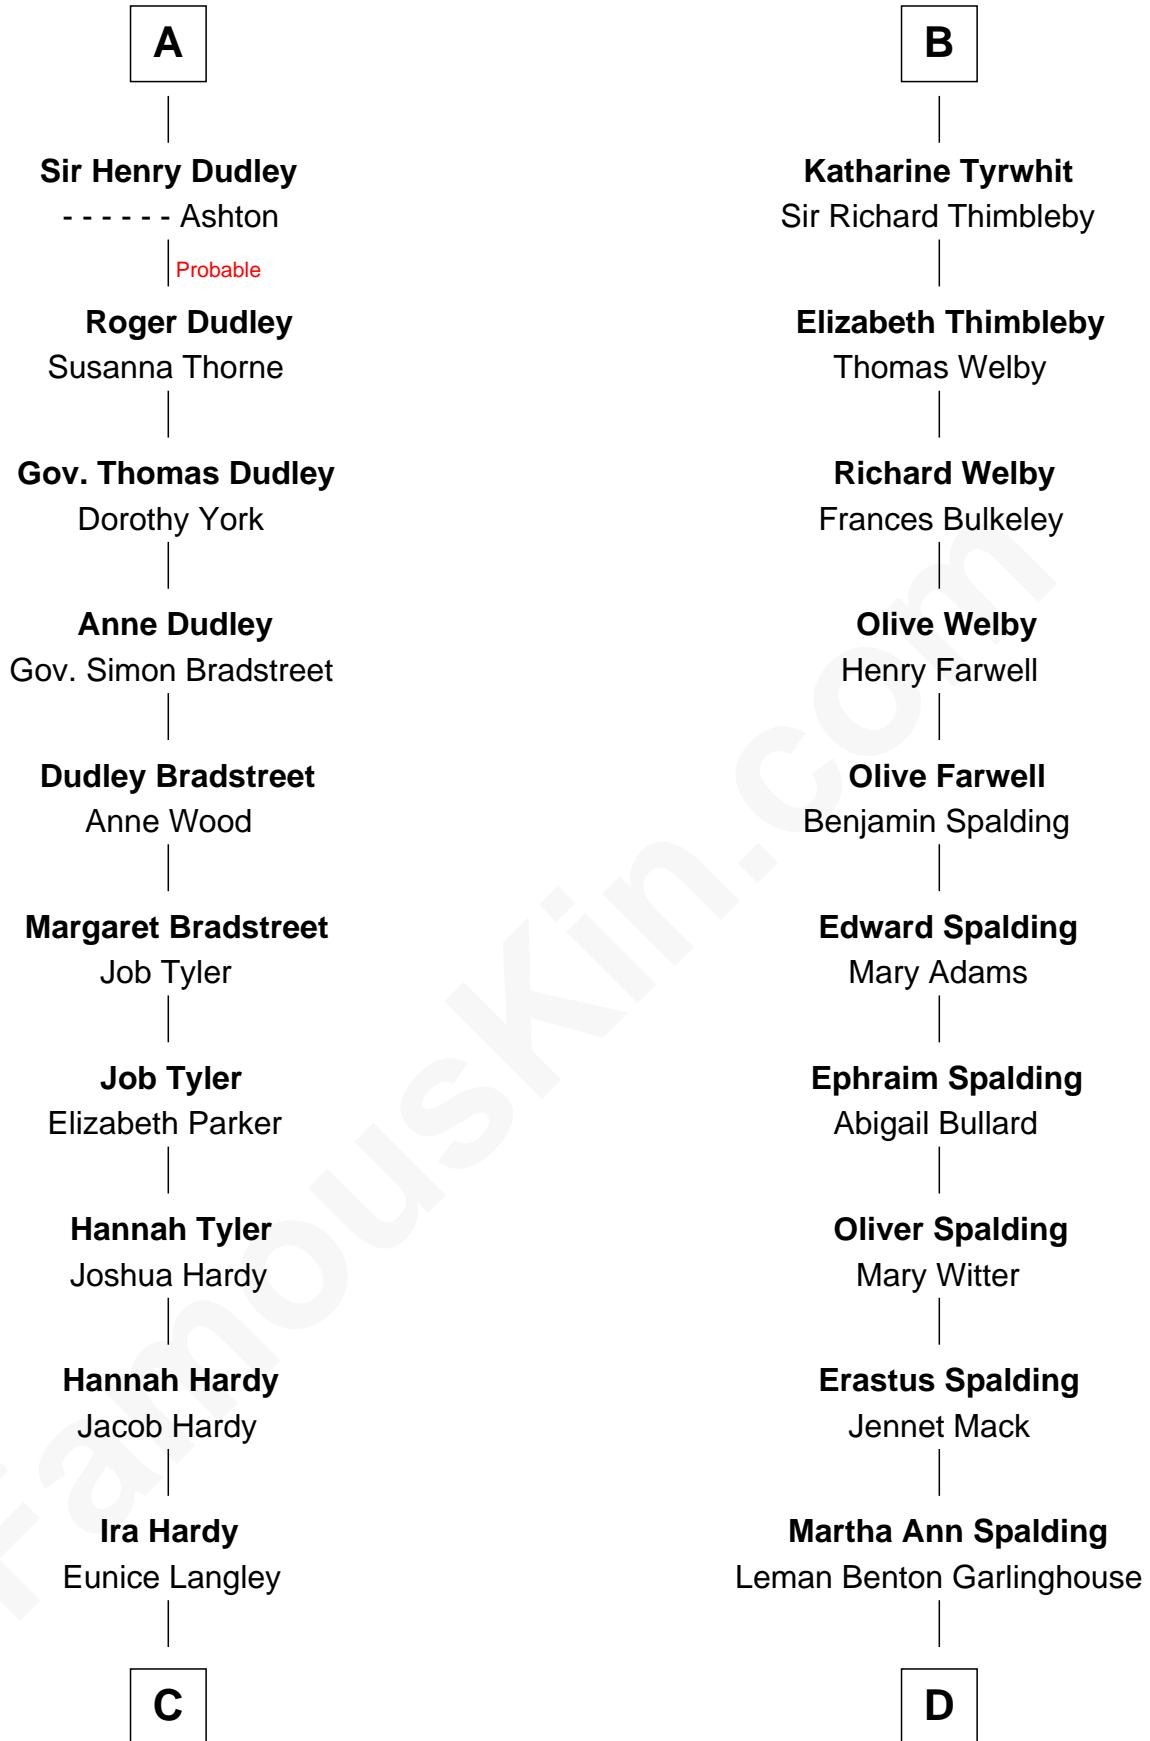 A
Sir Henry Dudley
- - - - - - Ashton
Probable
Roger Dudley
Susanna Thorne
Gov. Thomas Dudley
Dorothy York
Anne Dudley
Gov. Simon Bradstreet
Dudley Bradstreet
Anne Wood
Margaret Bradstreet
Job Tyler
Job Tyler
Elizabeth Parker
Hannah Tyler
Joshua Hardy
Hannah Hardy
Jacob Hardy
Ira Hardy
Eunice Langley
C
B
Katharine Tyrwhit
Sir Richard Thimbleby
Elizabeth Thimbleby
Thomas Welby
Richard Welby
Frances Bulkeley
Olive Welby
Henry Farwell
Olive Farwell
Benjamin Spalding
Edward Spalding
Mary Adams
Ephraim Spalding
Abigail Bullard
Oliver Spalding
Mary Witter
Erastus Spalding
Jennet Mack
Martha Ann Spalding
Leman Benton Garlinghouse
D
FamousKin.com